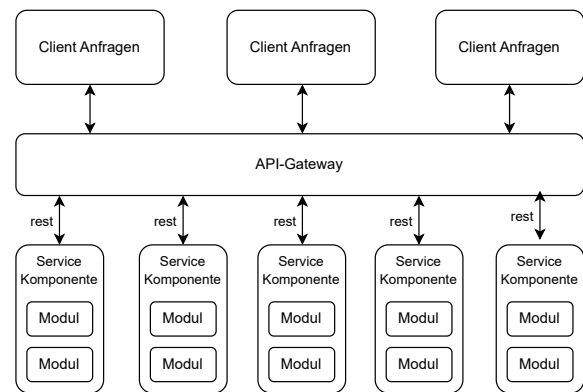 Client Anfragen
Client Anfragen
Client Anfragen
API-Gateway
rest
rest
rest
rest
rest
Service
Komponente
Modul
Modul
Service
Komponente
Modul
Modul
Service
Komponente
Modul
Modul
Service
Komponente
Modul
Modul
Service
Komponente
Modul
Modul